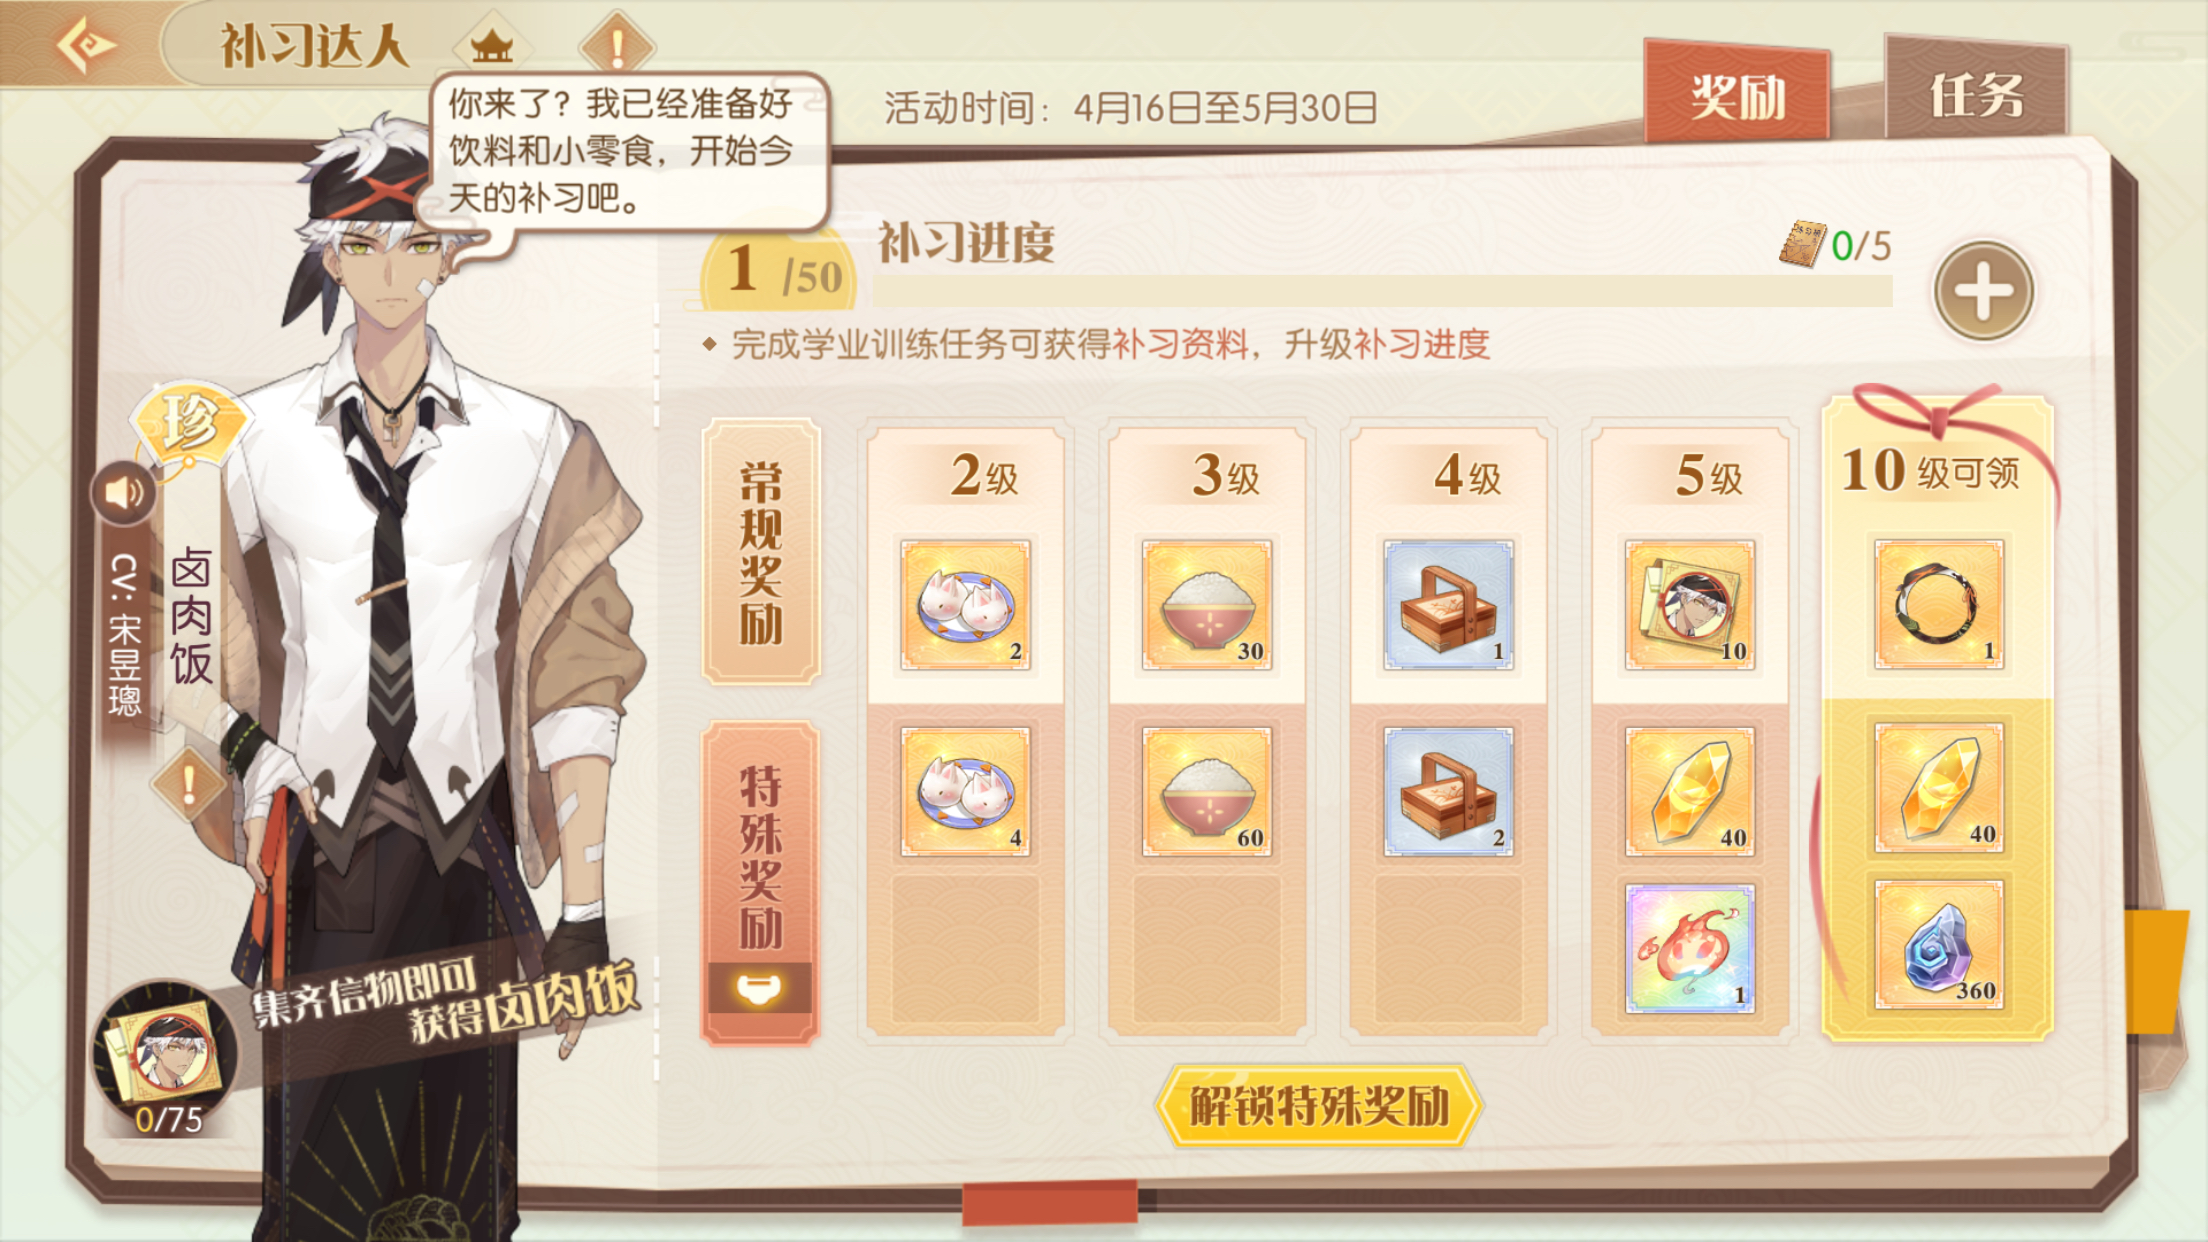 补习达人
你来了？我已经准备好
饮料和小零食，开始今
天的补习吧。
活动时间：4月16日至5月30日
奖励
任务
1/50
补习进度
0/5
完成学业训练任务可获得补习资料，升级补习进度
珍
卤肉饭
CV：宋昱璁
集齐信物即可
获得卤肉饭
0/75
常规奖励
特殊奖励
2级
3级
4级
5级
10级可领
2
30
1
10
1
4
60
2
40
40
1
360
解锁特殊奖励